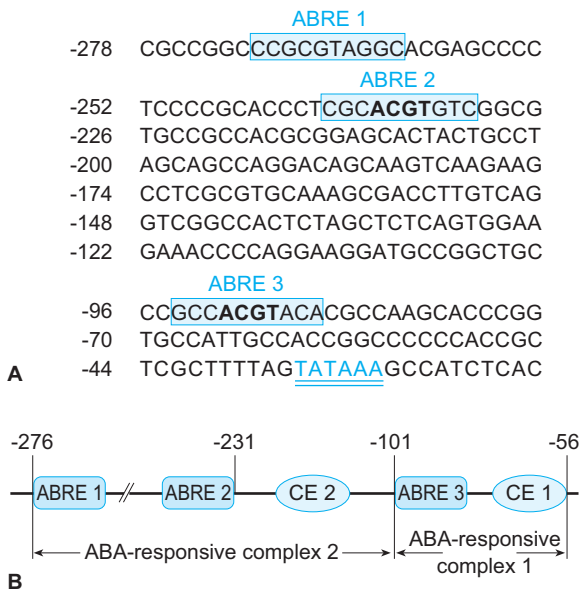 ABRE 1
-278 CGCCGGCCCGCGTAGGCACGAGCCCC
ABRE 2
-252 TCCCCGCACCCTCGCACGTGTCGGCG
-226 TGCCGCCACGCGGAGCACTACTGCCT
-200 AGCAGCCAGGACAGCAAGTCAAGAAG
-174 CCTCGCGTGCAAAGCGACCTTGTCAG
-148 GTCGGCCACTCTAGCTCTCAGTGGAA
-122 GAAACCCCAGGAAGGATGCCGGCTGC
ABRE 3
-96 CCGCCACGTACACGCCAAGCACCCGG
-70 TGCCATTGCCACCGGCCCCCCACCGC
-44 TCGCTTTTAGTATAAAGCCATCTCAC
A
-276 -231 -101 -56
ABRE 1 ABRE 2 CE 2 ABRE 3 CE 1
ABA-responsive complex 2 ABA-responsive
complex 1
B